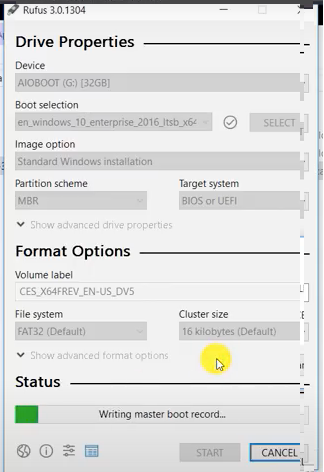 Rufus 3.0.1304
Drive Properties
Device
AIOBOOT (G:) [32GB]
Boot selection
en_windows_10_enterprise_2016_ltsb_x64
SELECT
Image option
Standard Windows installation
Partition scheme
Target system
MBR
BIOS or UEFI
Show advanced drive properties
Format Options
Volume label
CES_X64FREV_EN-US_DV5
File system
Cluster size
FAT32 (Default)
16 kilobytes (Default)
Show advanced format options
Status
Writing master boot record...
START
CANCEL